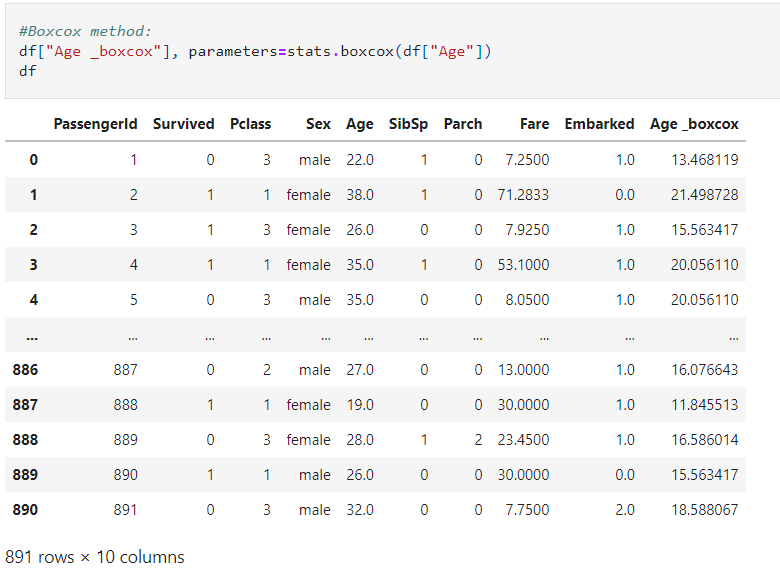 #Boxcox method:
df["Age _boxcox"], parameters=stats.boxcox(df["Age"])
df
PassengerId Survived Pclass Sex Age SibSp Parch Fare Embarked Age _boxcox
0 1 0 3 male 22.0 1 0 7.2500 1.0 13.468119
1 2 1 1 female 38.0 1 0 71.2833 0.0 21.498728
2 3 1 3 female 26.0 0 0 7.9250 1.0 15.563417
3 4 1 1 female 35.0 1 0 53.1000 1.0 20.056110
4 5 0 3 male 35.0 0 0 8.0500 1.0 20.056110
... ... ... ... ... ... ... ... ... ... ...
886 887 0 2 male 27.0 0 0 13.0000 1.0 16.076643
887 888 1 1 female 19.0 0 0 30.0000 1.0 11.845513
888 889 0 3 female 28.0 1 2 23.4500 1.0 16.586014
889 890 1 1 male 26.0 0 0 30.0000 0.0 15.563417
890 891 0 3 male 32.0 0 0 7.7500 2.0 18.588067
891 rows × 10 columns